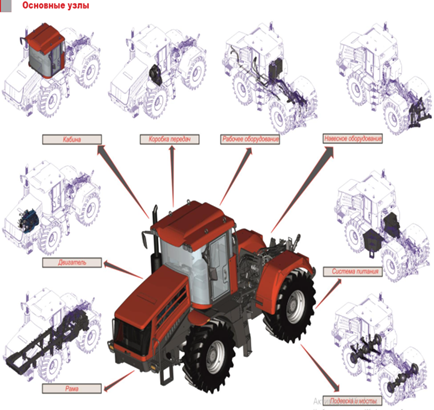 Основные узлы
Кабина
Коробка передач
Рабочее оборудование
Навесное оборудование
Двигатель
Система питания
Рама
Подвеска и мосты